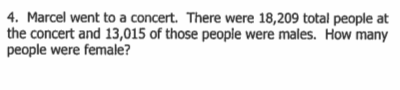 4. Marcel went to a concert. There were 18,209 total people at
the concert and 13,015 of those people were males. How many
people were female?